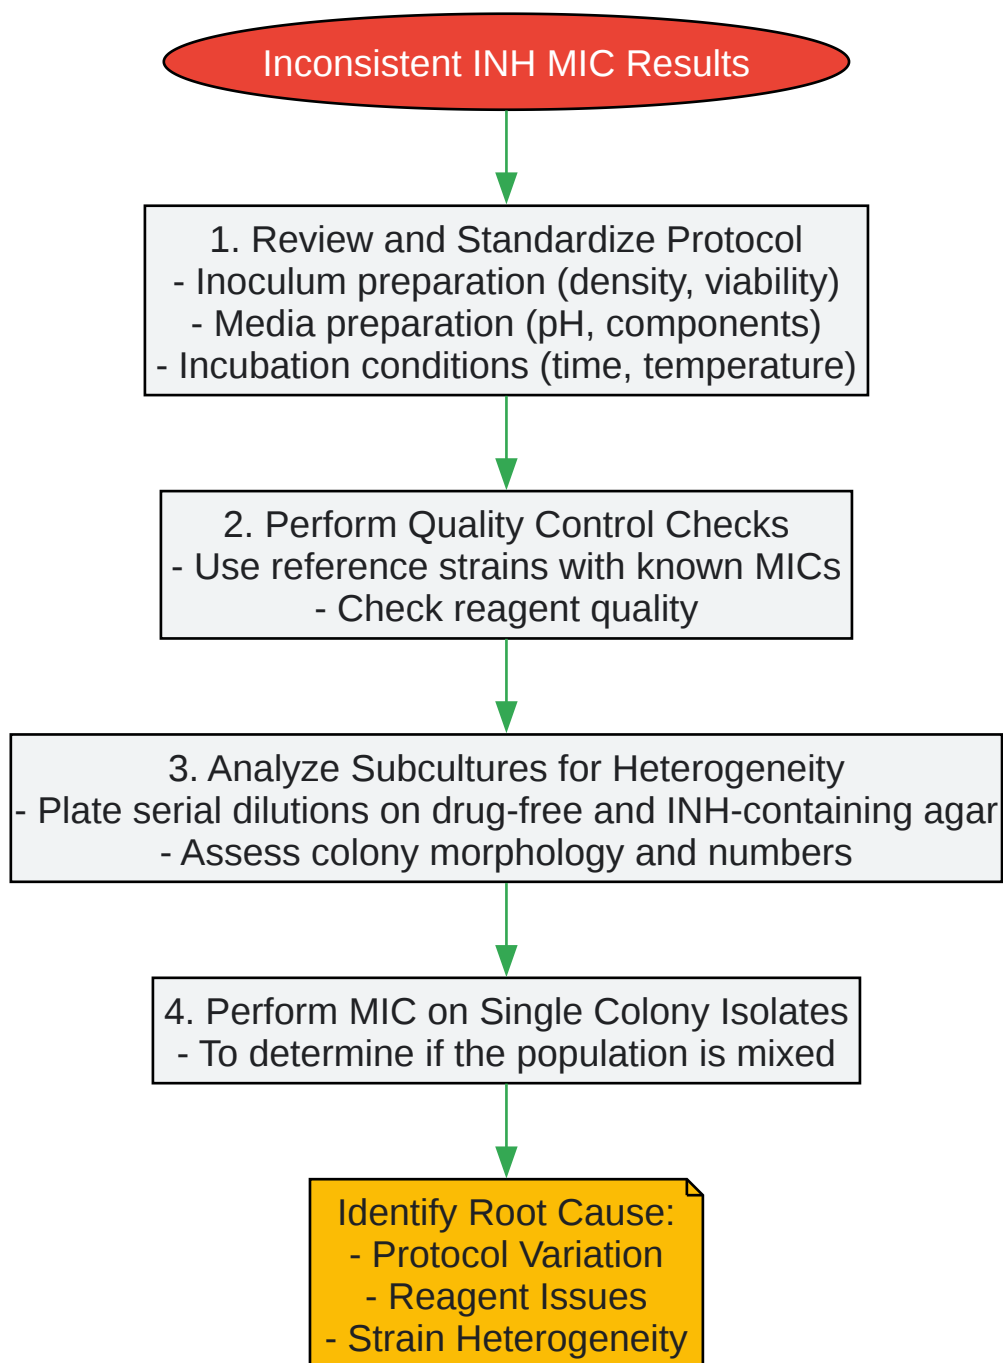 Inconsistent INH MIC Results
1. Review and Standardize Protocol
- Inoculum preparation (density, viability)
- Media preparation (pH, components)
- Incubation conditions (time, temperature)
2. Perform Quality Control Checks
- Use reference strains with known MICs
- Check reagent quality
3. Analyze Subcultures for Heterogeneity
- Plate serial dilutions on drug-free and INH-containing agar
- Assess colony morphology and numbers
4. Perform MIC on Single Colony Isolates
- To determine if the population is mixed
Identify Root Cause:
- Protocol Variation
- Reagent Issues
- Strain Heterogeneity